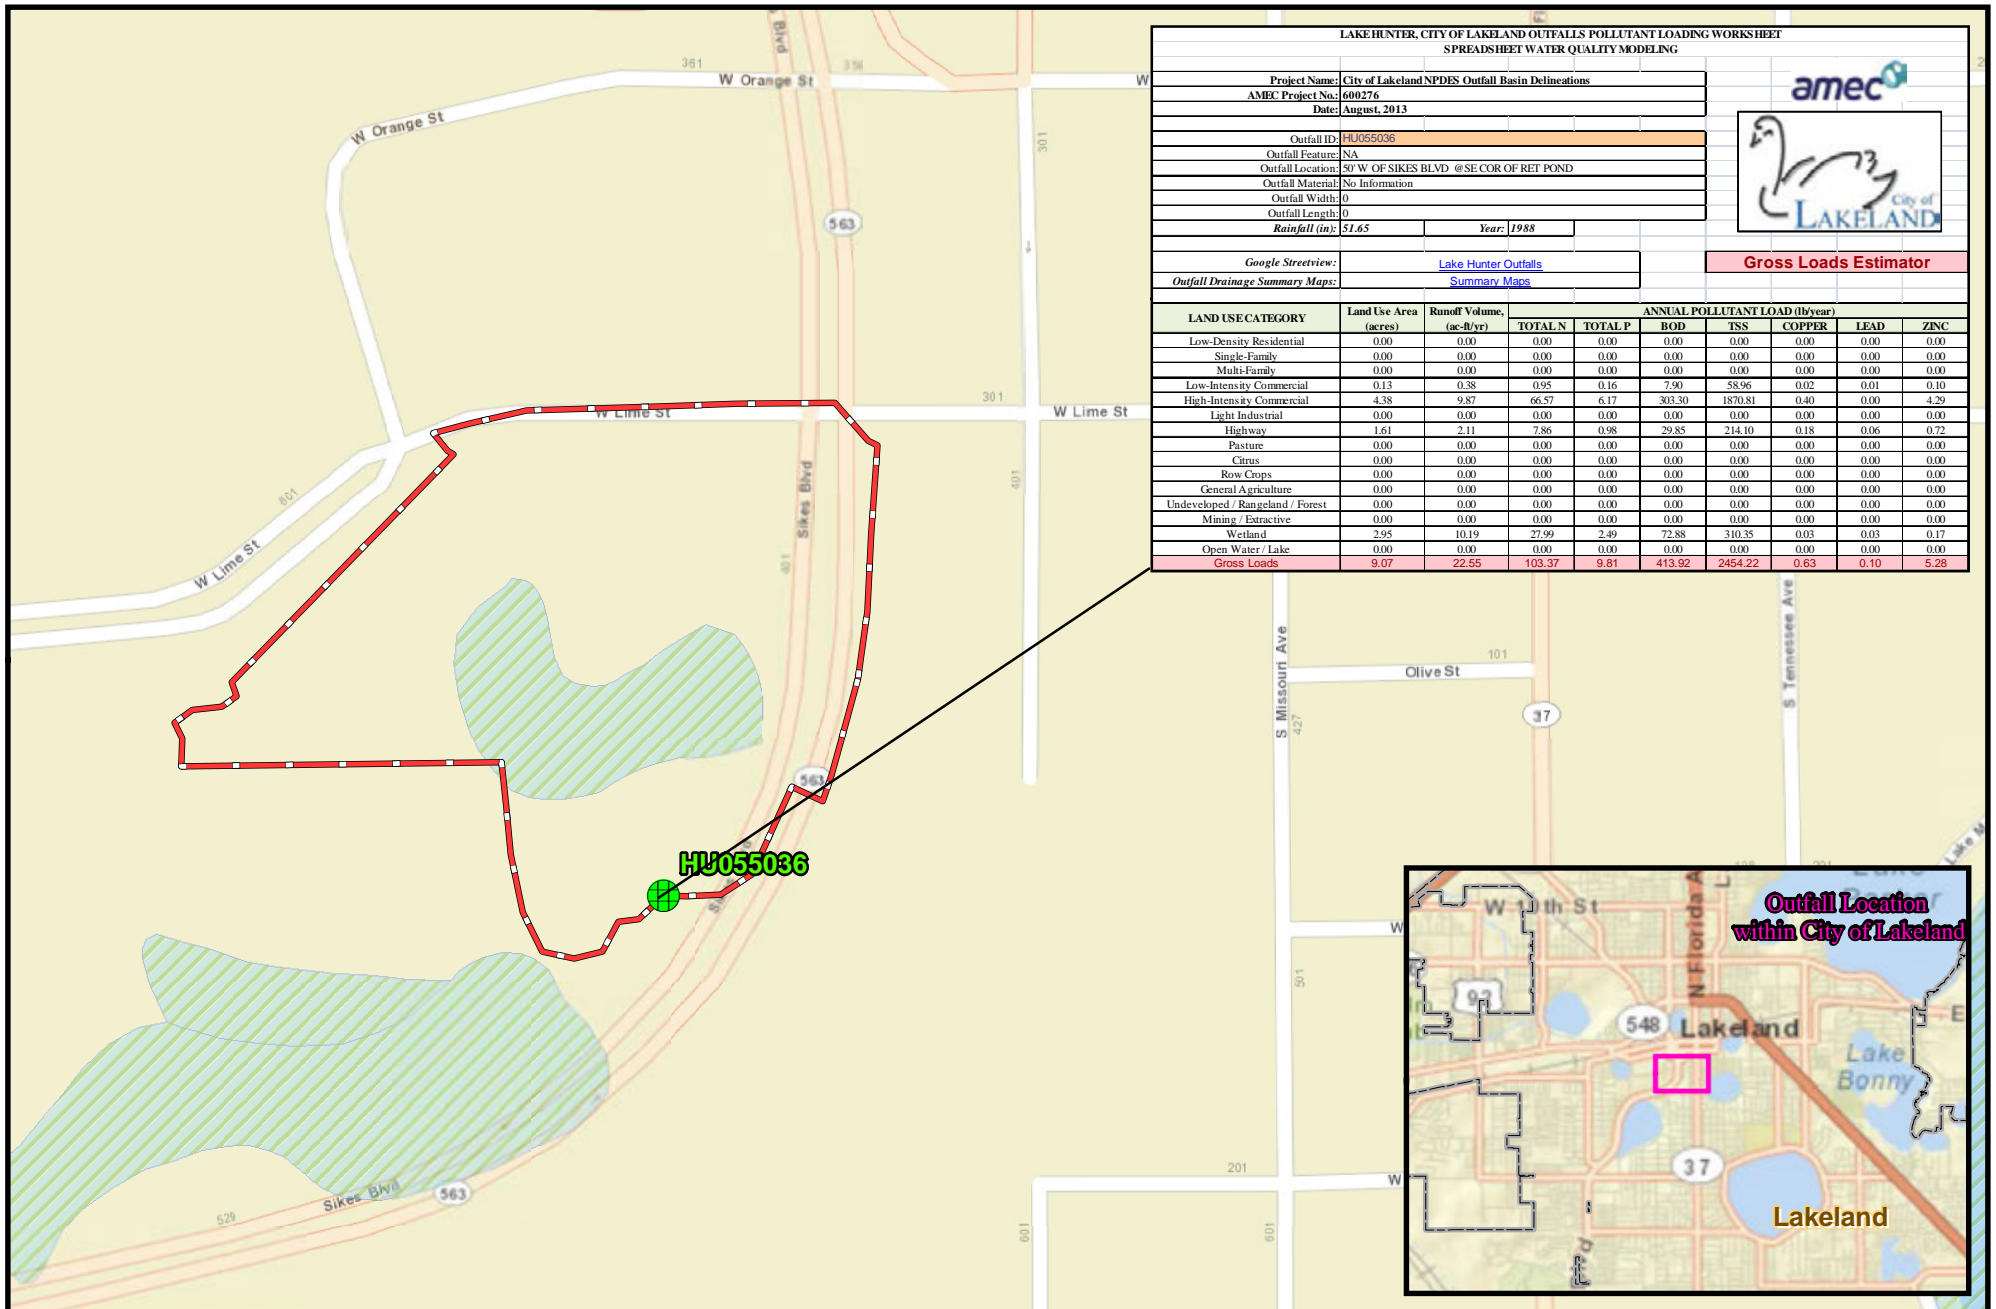 LAKE HUNTER, CITY OF LAKELAND OUTFALLS POLLUTANT LOADING WORKSHEET
SPREADSHEET WATER QUALITY MODELING
Project Name: City of Lakeland NPDES Outfall Basin Delineations
AMEC Project No.: 600276
Date: August, 2013
amec
City of
LAKELAND
Outfall ID: HU055036
Outfall Feature: NA
Outfall Location: 50' W OF SIKES BLVD @SE COR OF RET POND
Outfall Material: No Information
Outfall Width: 0
Outfall Length: 0
Rainfall (in): 51.65 Year: 1988
Google Streetview: Lake Hunter Outfalls
Gross Loads Estimator
Outfall Drainage Summary Maps: Summary Maps
LAND USE CATEGORY Land Use Area (acres) Runoff Volume, (ac-ft/yr) ANNUAL POLLUTANT LOAD (lb/year)
TOTAL N TOTAL P BOD TSS COPPER LEAD ZINC
Low-Density Residential 0.00 0.00 0.00 0.00 0.00 0.00 0.00 0.00 0.00
Single-Family 0.00 0.00 0.00 0.00 0.00 0.00 0.00 0.00 0.00
Multi-Family 0.00 0.00 0.00 0.00 0.00 0.00 0.00 0.00 0.00
Low-Intensity Commercial 0.13 0.38 0.95 0.16 7.90 58.96 0.02 0.01 0.10
High-Intensity Commercial 4.38 9.87 66.57 6.17 303.30 1870.81 0.40 0.00 4.29
Light Industrial 0.00 0.00 0.00 0.00 0.00 0.00 0.00 0.00 0.00
Highway 1.61 2.11 7.86 0.98 29.85 214.10 0.18 0.06 0.72
Pasture 0.00 0.00 0.00 0.00 0.00 0.00 0.00 0.00 0.00
Citrus 0.00 0.00 0.00 0.00 0.00 0.00 0.00 0.00 0.00
Row Crops 0.00 0.00 0.00 0.00 0.00 0.00 0.00 0.00 0.00
General Agriculture 0.00 0.00 0.00 0.00 0.00 0.00 0.00 0.00 0.00
Undeveloped / Rangeland / Forest 0.00 0.00 0.00 0.00 0.00 0.00 0.00 0.00 0.00
Mining / Extractive 0.00 0.00 0.00 0.00 0.00 0.00 0.00 0.00 0.00
Wetland 2.95 10.19 27.99 2.49 72.88 310.35 0.03 0.03 0.17
Open Water / Lake 0.00 0.00 0.00 0.00 0.00 0.00 0.00 0.00 0.00
Gross Loads 9.07 22.55 103.37 9.81 413.92 2454.22 0.63 0.10 5.28
Blvd
361
W Orange St
356
W
W Orange St
301
563
301
W Lime St
W Lime St
601
W Lime St
Sikes Blvd
401
401
563
HU055036
S Missouri Ave
427
101
Olive St
37
S Tennessee Ave
W
501
201
W
601
601
Sikes Blvd
563
529
Lake M
Outfall Location
within City of Lakeland
W 10th St
N Florida A
92
548
Lakeland
Lake
Bonny
E
37
Lakeland
Blvd